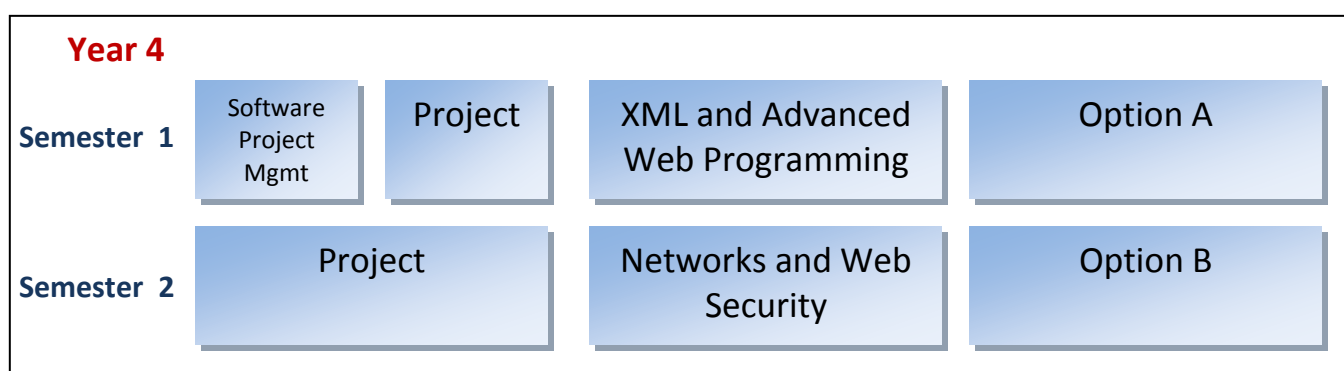 Year 4
Semester 1
Software
Project
Mgmt
Project
XML and Advanced
Web Programming
Option A
Semester 2
Project
Networks and Web
Security
Option B